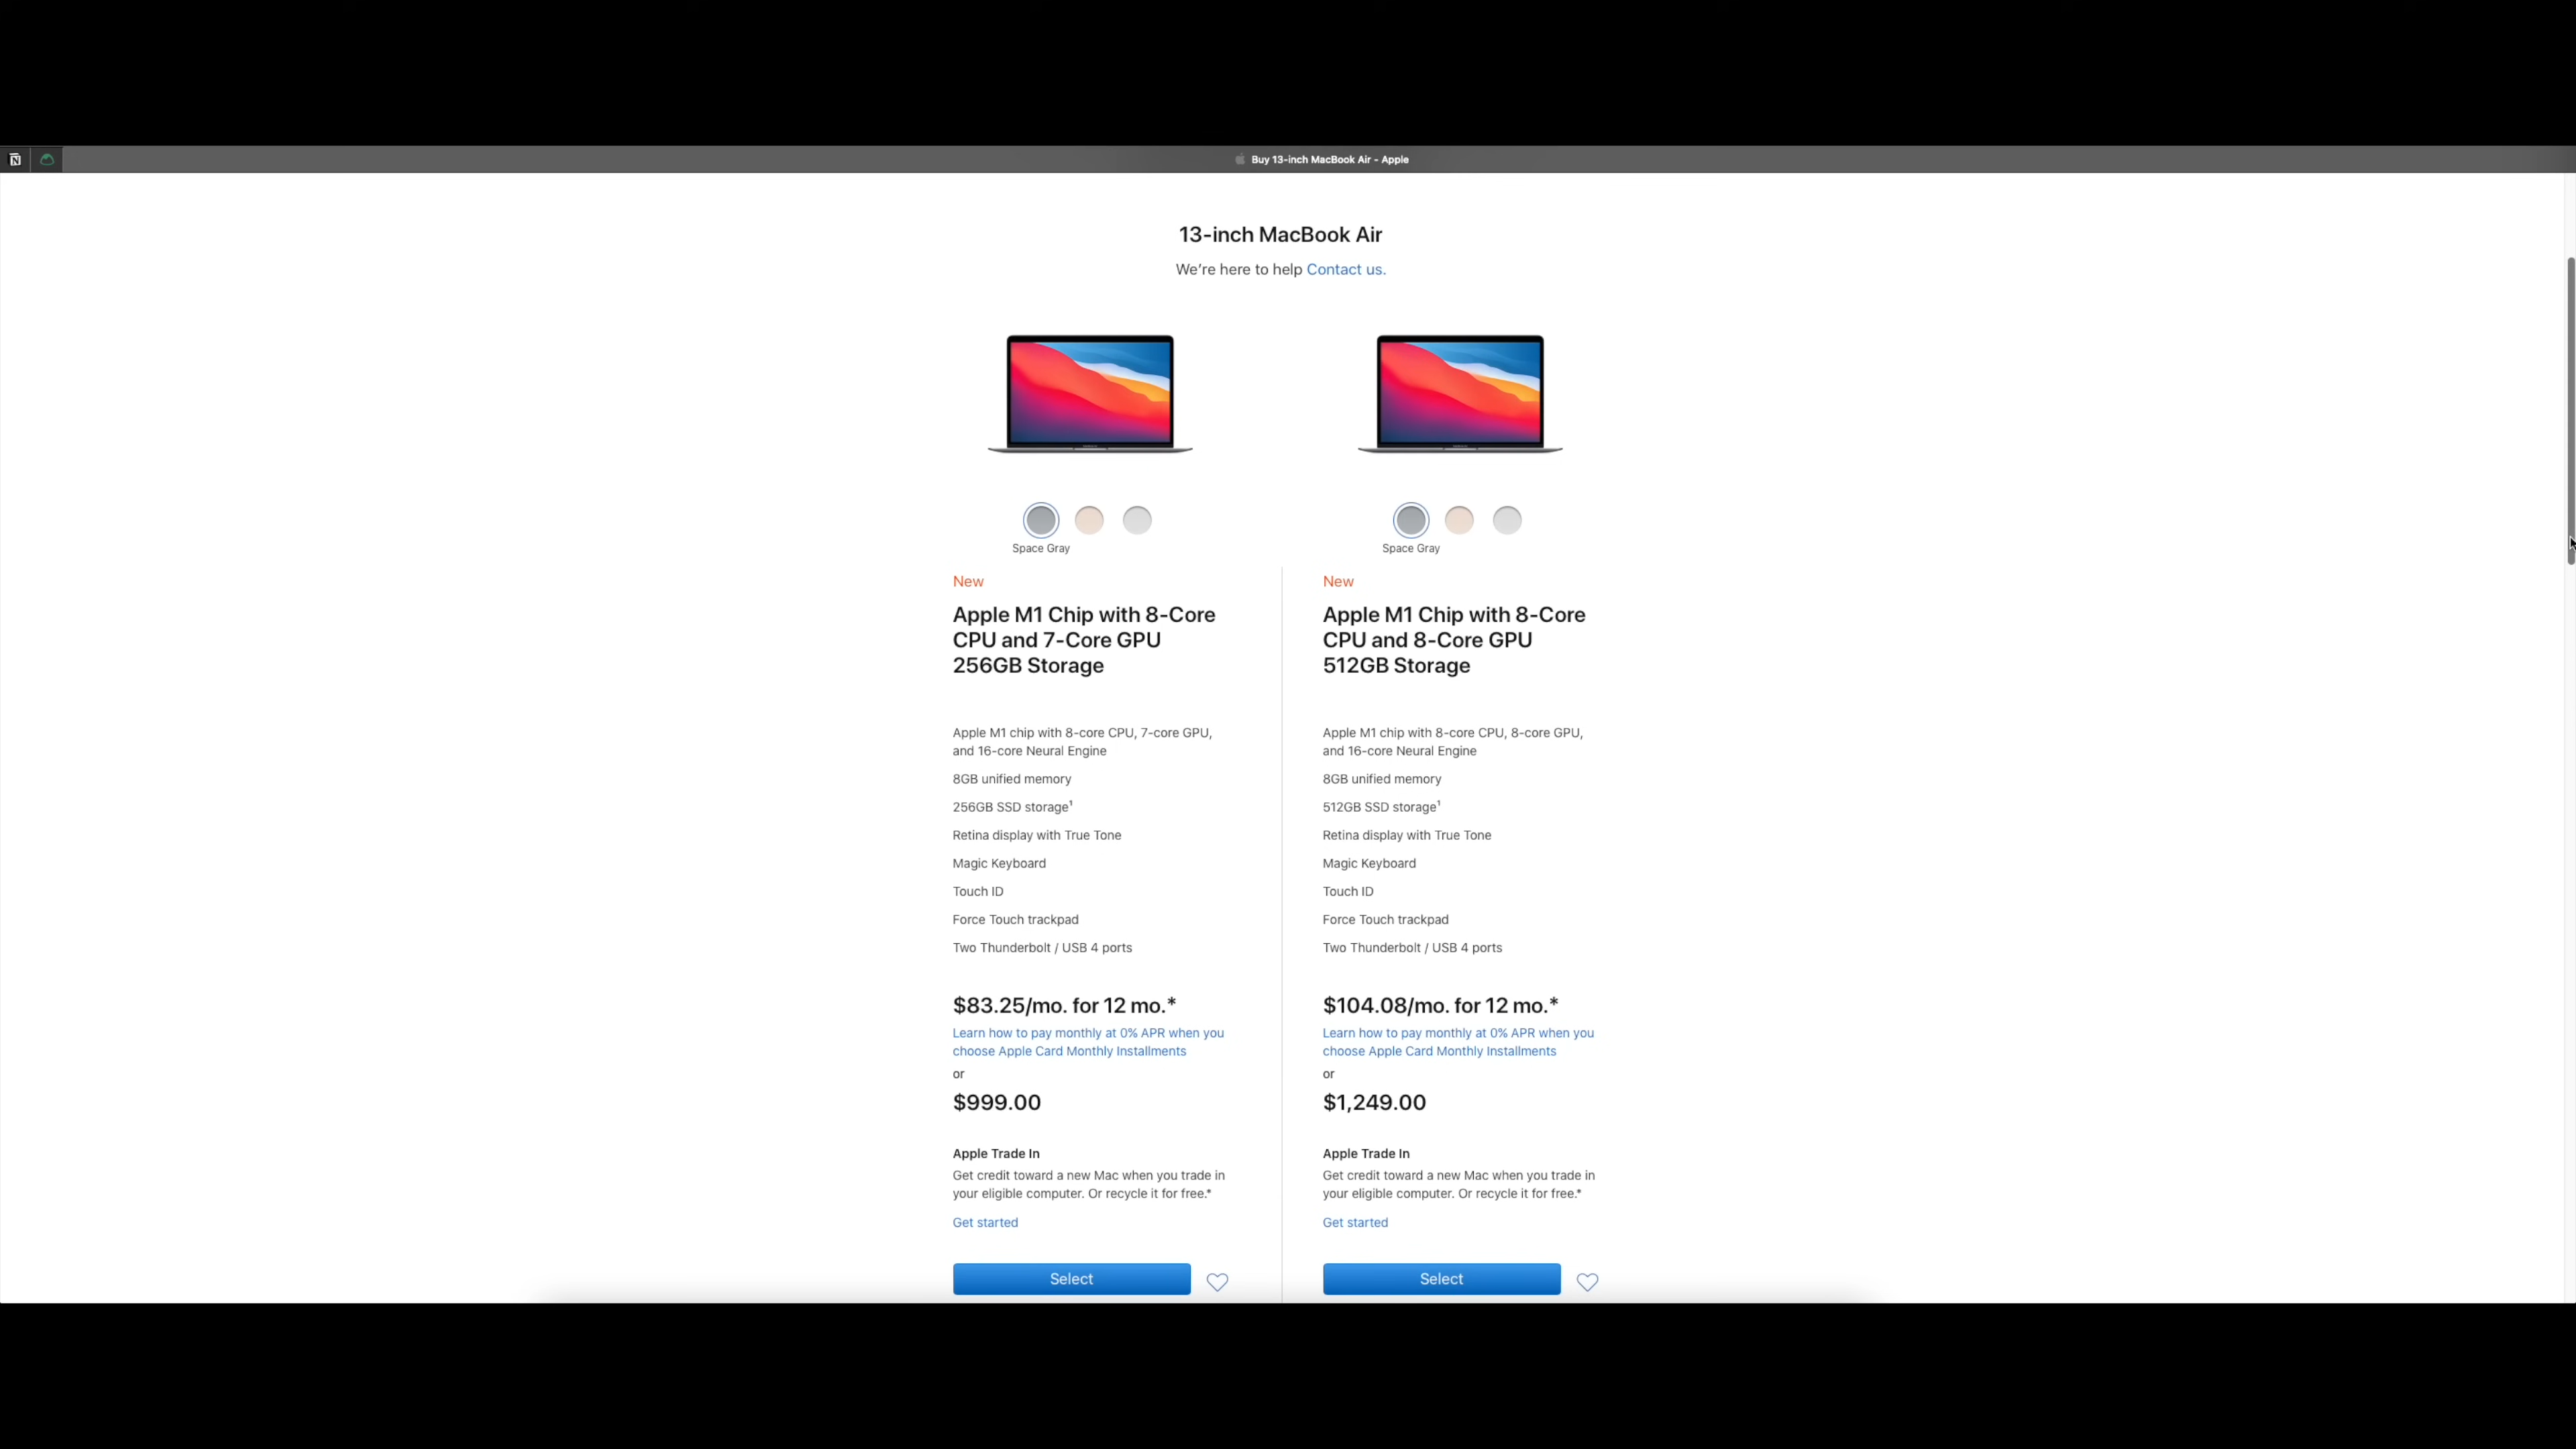 Buy 13-inch MacBook Air - Apple
13-inch MacBook Air
We're here to help Contact us.
Space Gray
New
Apple M1 Chip with 8-Core
CPU and 7-Core GPU
256GB Storage
Apple M1 chip with 8-core CPU, 7-core GPU,
and 16-core Neural Engine
8GB unified memory
256GB SSD storage¹
Retina display with True Tone
Magic Keyboard
Touch ID
Force Touch trackpad
Two Thunderbolt / USB 4 ports
$83.25/mo. for 12 mo.*
Learn how to pay monthly at 0% APR when you
choose Apple Card Monthly Installments
or
$999.00
Apple Trade In
Get credit toward a new Mac when you trade in
your eligible computer. Or recycle it for free.*
Get started
Select
Space Gray
New
Apple M1 Chip with 8-Core
CPU and 8-Core GPU
512GB Storage
Apple M1 chip with 8-core CPU, 8-core GPU,
and 16-core Neural Engine
8GB unified memory
512GB SSD storage¹
Retina display with True Tone
Magic Keyboard
Touch ID
Force Touch trackpad
Two Thunderbolt / USB 4 ports
$104.08/mo. for 12 mo.*
Learn how to pay monthly at 0% APR when you
choose Apple Card Monthly Installments
or
$1,249.00
Apple Trade In
Get credit toward a new Mac when you trade in
your eligible computer. Or recycle it for free.*
Get started
Select